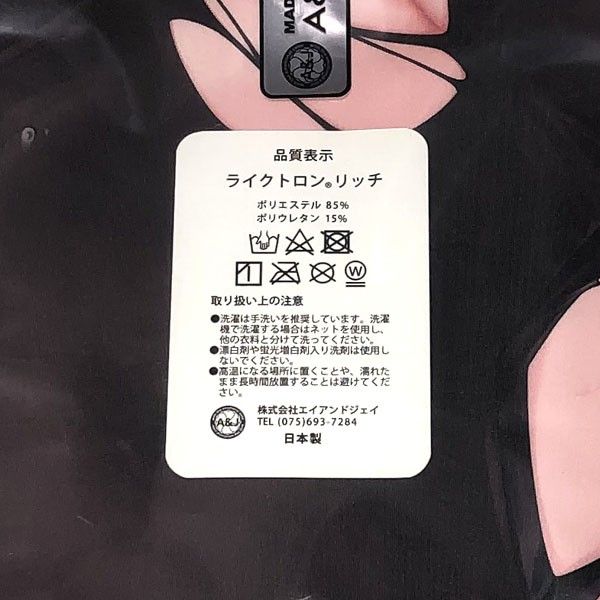 MAD
A&
A&J
品質表示
ライクトロン®リッチ
ポリエステル 85%
ポリウレタン 15%
W
取り扱い上の注意
●洗濯は手洗いを推奨しています。洗濯
機で洗濯する場合はネットを使用し、
他の衣料と分けて洗ってください。
●漂白剤や蛍光増白剤入り洗剤は使用し
ないでください。
●高温になる場所に置くことや、濡れた
まま長時間放置することは避けてくだ
さい。
A&J
株式会社エイアンドジェイ
TEL (075)693-7284
日本製